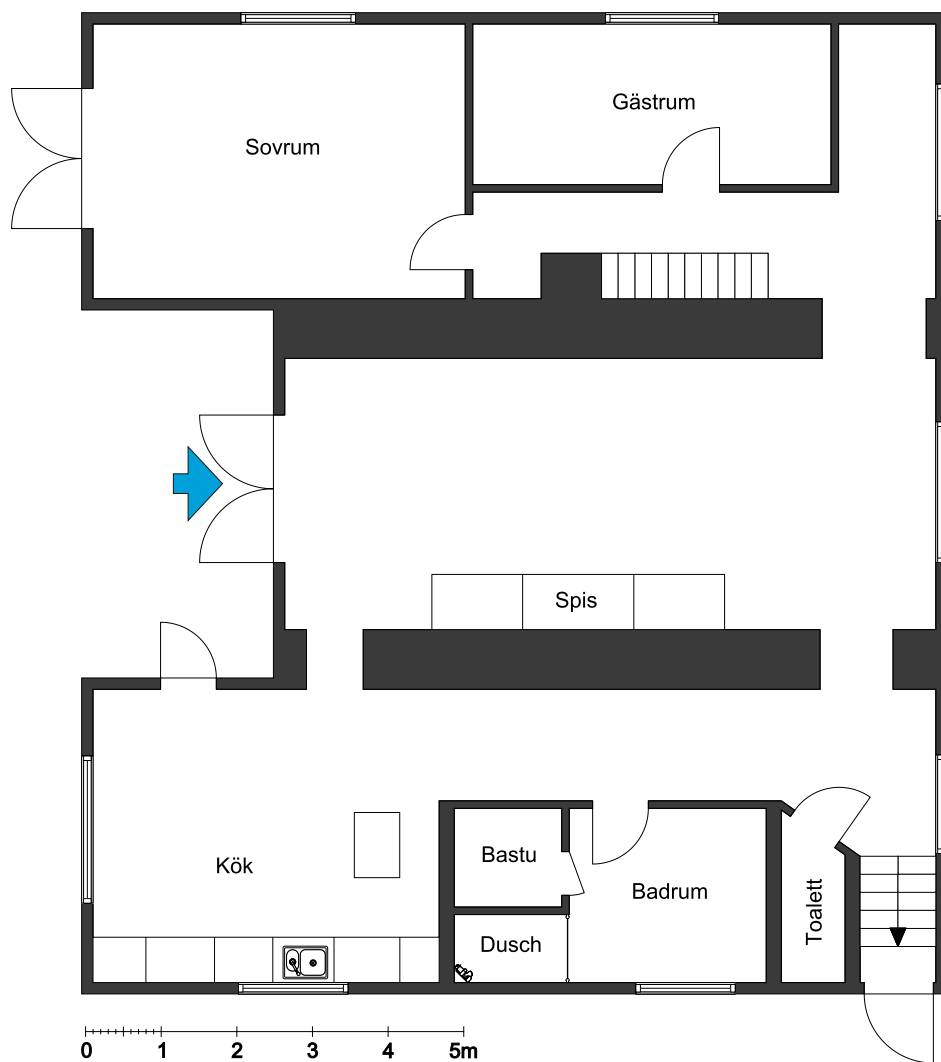 Gästrum
Sovrum
Spis
Kök
Bastu
Badrum
Dusch
Toalett
0 1 2 3 4 5m